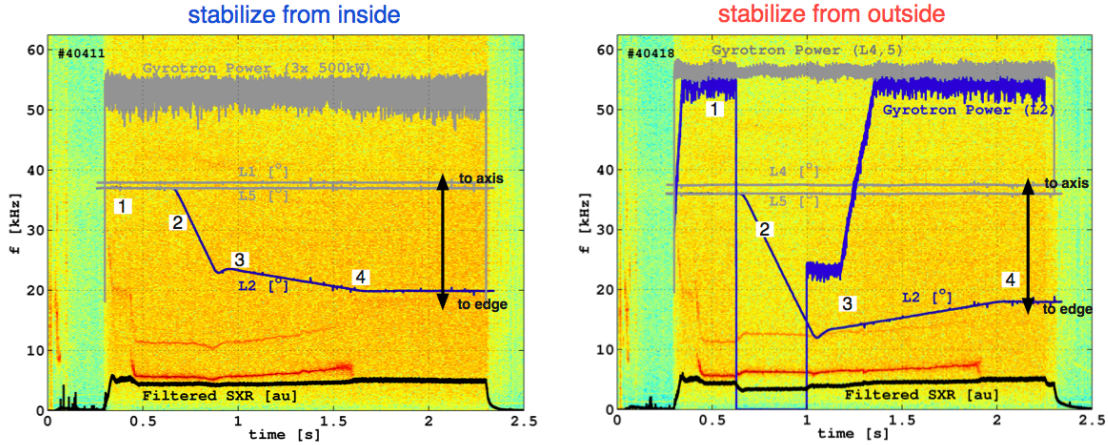 stabilize from inside
#40411
Gyrotron Power (3x 500kW)
L1 [°]
L5 [°]
to axis
1
2
3
4
L2 [°]
to edge
Filtered SXR [au]
f [kHz]
0
10
20
30
40
50
60
0
0.5
1
1.5
2
2.5
time [s]
stabilize from outside
#40418
Gyrotron Power (L4,5)
1
Gyrotron Power (L2)
L4 [°]
L5 [°]
to axis
2
3
4
L2 [°]
to edge
Filtered SXR [au]
f [kHz]
0
10
20
30
40
50
60
0
0.5
1
1.5
2
2.5
time [s]